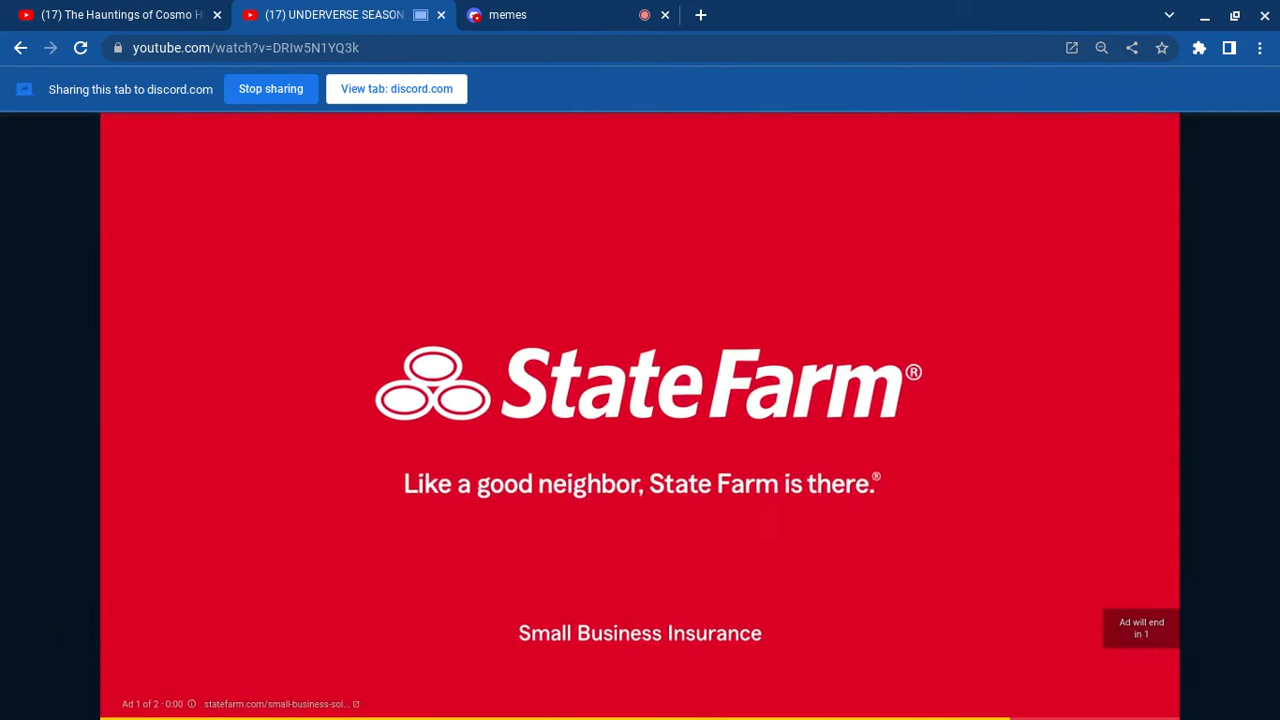 (17) The Hauntings of Cosmo H
(17) UNDERVERSE SEASON
memes
youtube.com/watch?v=DRIw5N1YQ3k
Sharing this tab to discord.com
Stop sharing
View tab: discord.com
StateFarm®
Like a good neighbor, State Farm is there.®
Small Business Insurance
Ad will end
in 1
Ad 1 of 2 · 0:00
statefarm.com/small-business-sol...